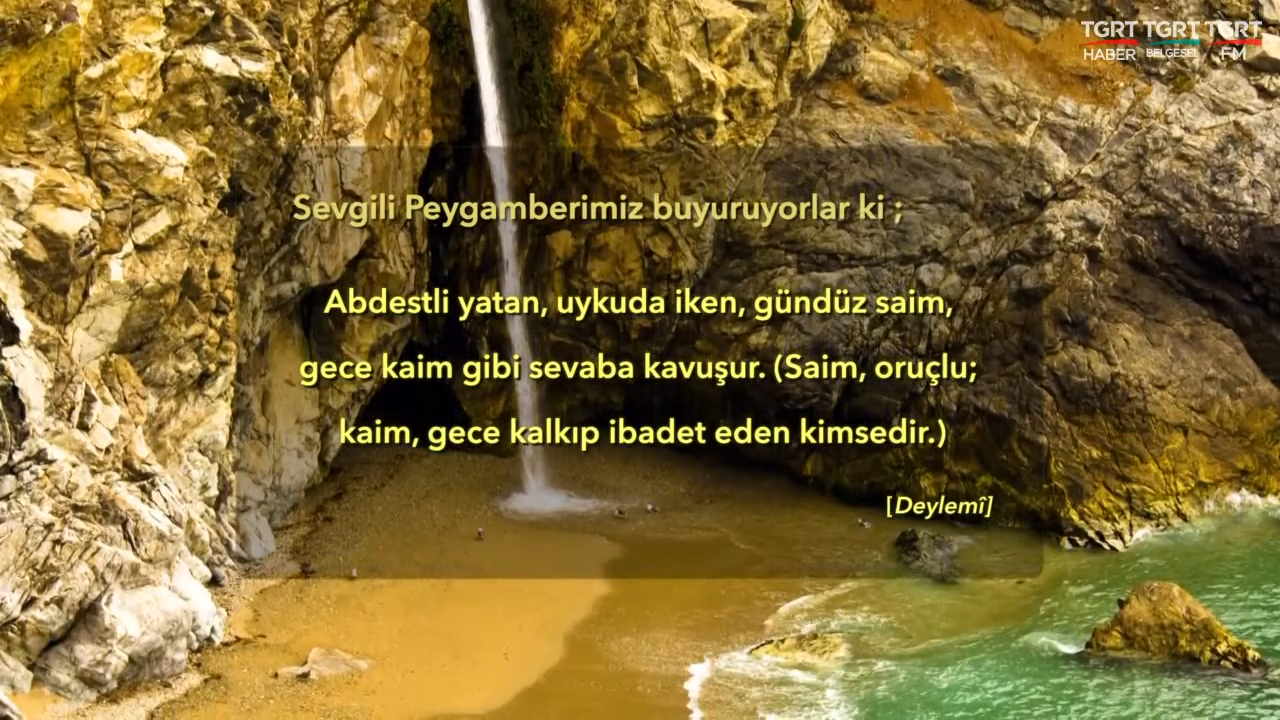 TGRT TGRT TGRT
HABER BELGESEL FM
Sevgili Peygamberimiz buyuruyorlar ki ;
Abdestli yatan, uykuda iken, gündüz saim,
gece kaim gibi sevaba kavuşur. (Saim, oruçlu;
kaim, gece kalkıp ibadet eden kimsedir.)
[Deylemî]